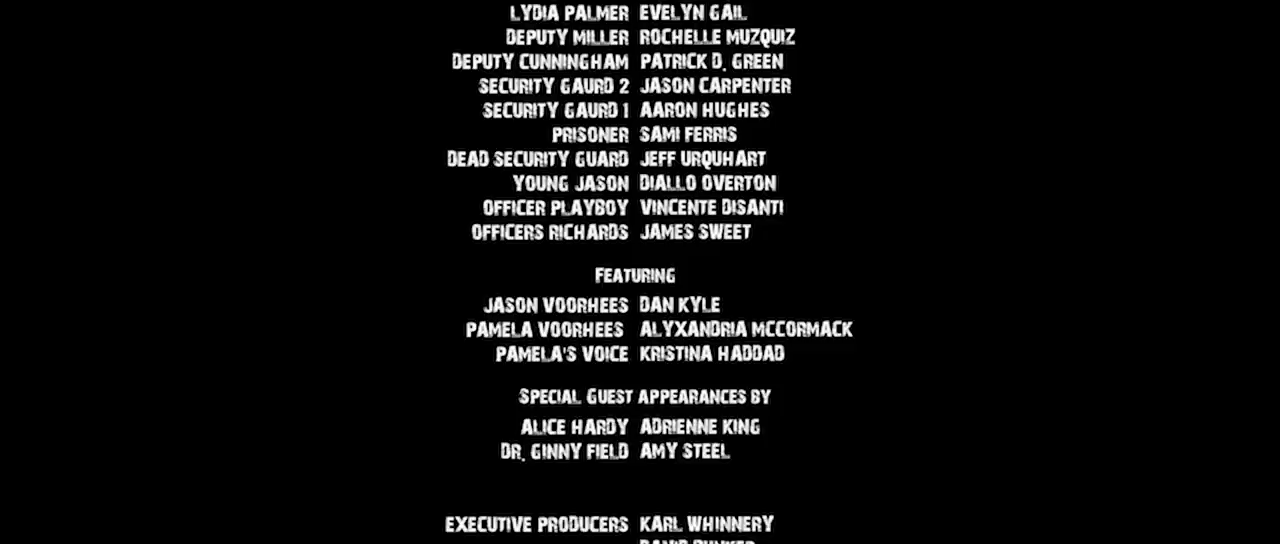 LYDIA PALMER EVELYN GAIL
DEPUTY MILLER ROCHELLE MUZQUIZ
DEPUTY CUNNINGHAM PATRICK D. GREEN
SECURITY GAURD 2 JASON CARPENTER
SECURITY GAURD 1 AARON HUGHES
PRISONER SAMI FERRIS
DEAD SECURITY GUARD JEFF URQUHART
YOUNG JASON DIALLO OVERTON
OFFICER PLAYBOY VINCENTE DISANTI
OFFICERS RICHARDS JAMES SWEET
FEATURING
JASON VOORHEES DAN KYLE
PAMELA VOORHEES ALYXANDRIA MCCORMACK
PAMELA'S VOICE KRISTINA HADDAD
SPECIAL GUEST APPEARANCES BY
ALICE HARDY ADRIENNE KING
DR. GINNY FIELD AMY STEEL
EXECUTIVE PRODUCERS KARL WHINNERY